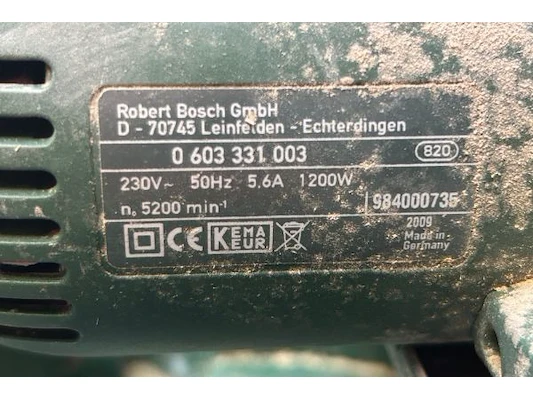 Robert Bosch GmbH
D - 70745 Leinfelden - Echterdingen
0 603 331 003 820
230V~ 50Hz 5.6A 1200W
n₀ 5200 min⁻¹ 984000735
2009
Made in
Germany
CE KEMA KEUR